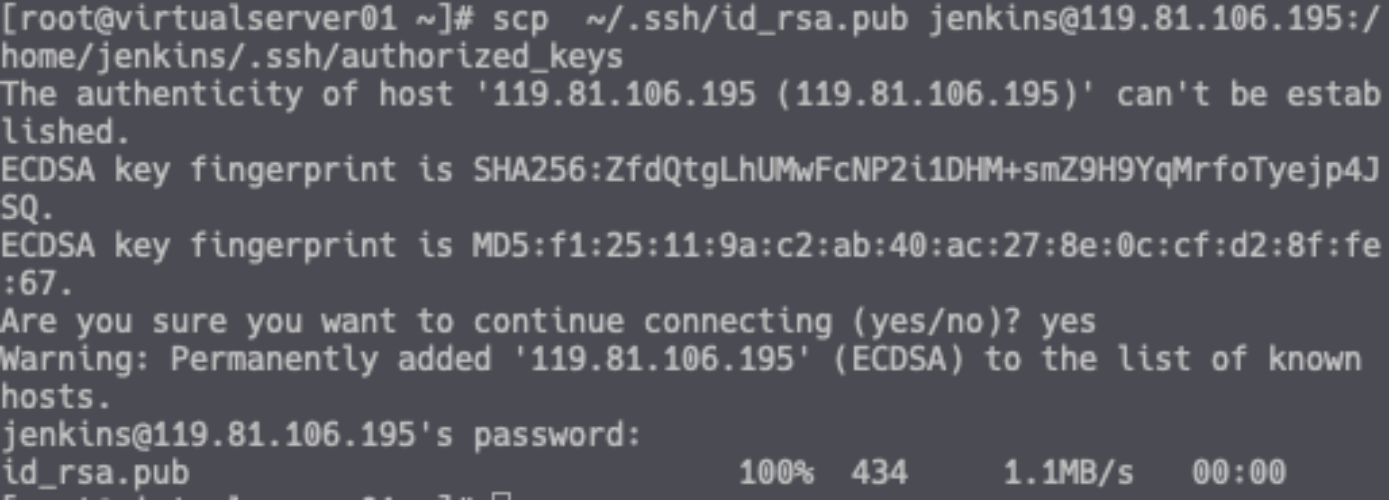 [root@virtualserver01 ~]# scp  ~/.ssh/id_rsa.pub jenkins@119.81.106.195:/
home/jenkins/.ssh/authorized_keys
The authenticity of host '119.81.106.195 (119.81.106.195)' can't be estab
lished.
ECDSA key fingerprint is SHA256:ZfdQtgLhUMwFcNP2i1DHM+smZ9H9YqMrfoTyejp4J
SQ.
ECDSA key fingerprint is MD5:f1:25:11:9a:c2:ab:40:ac:27:8e:0c:cf:d2:8f:fe
:67.
Are you sure you want to continue connecting (yes/no)? yes
Warning: Permanently added '119.81.106.195' (ECDSA) to the list of known
hosts.
jenkins@119.81.106.195's password:
id_rsa.pub                             100%  434     1.1MB/s   00:00